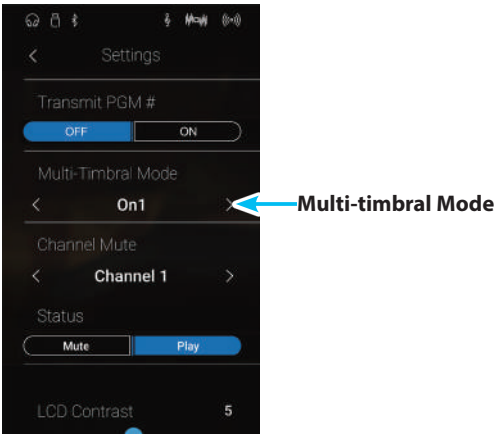 Settings
Transmit PGM #
OFF ON
Multi-Timbral Mode
< On1 >
Multi-timbral Mode
Channel Mute
< Channel 1 >
Status
Mute Play
LCD Contrast 5